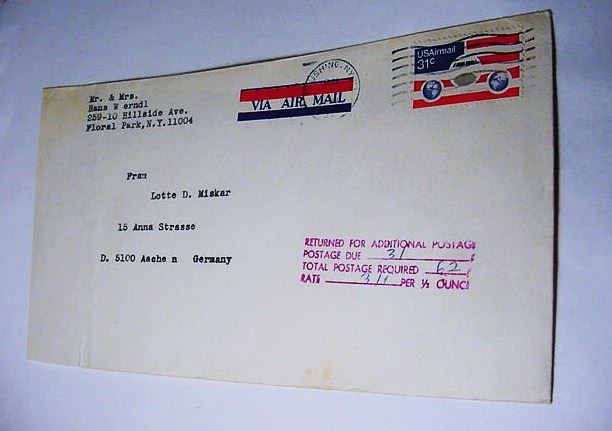 Mr. & Mrs.
Hans W erndl
259-10 Hillside Ave.
Floral Park, N.Y. 11004
VIA AIR MAIL
SHING, NY
USAirmail
31c
Frau
Lotte D. Miskar
15 Anna Strasse
D. 5100 Aache n Germany
RETURNED FOR ADDITIONAL POSTAGE
POSTAGE DUE 31 ¢
TOTAL POSTAGE REQUIRED 62 ¢
RATE 31 PER ½ OUNCE